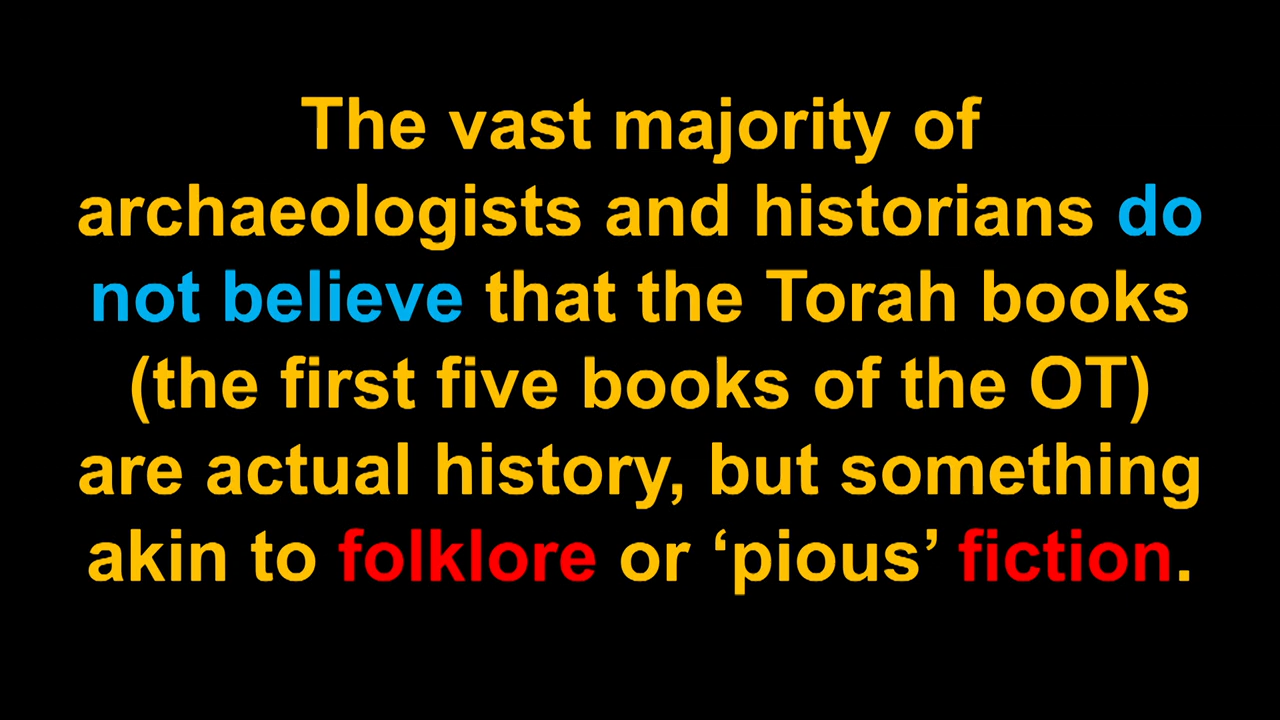 The vast majority of
archaeologists and historians do
not believe that the Torah books
(the first five books of the OT)
are actual history, but something
akin to folklore or ‘pious’ fiction.